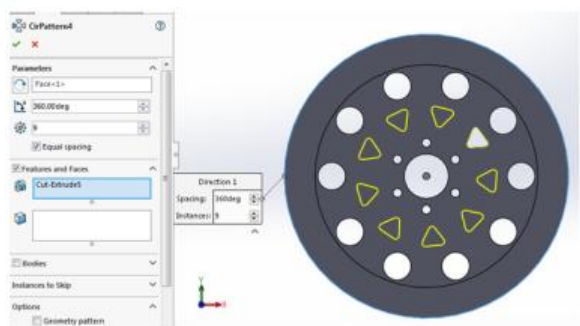 CirPattern4
Parameters
Face<1>
360.00deg
9
Equal spacing
Features and Faces
Cut-Extrude5
Bodies
Instances to Skip
Options
Geometry pattern
Direction 1
Spacing: 360deg
Instances: 9
Y
X